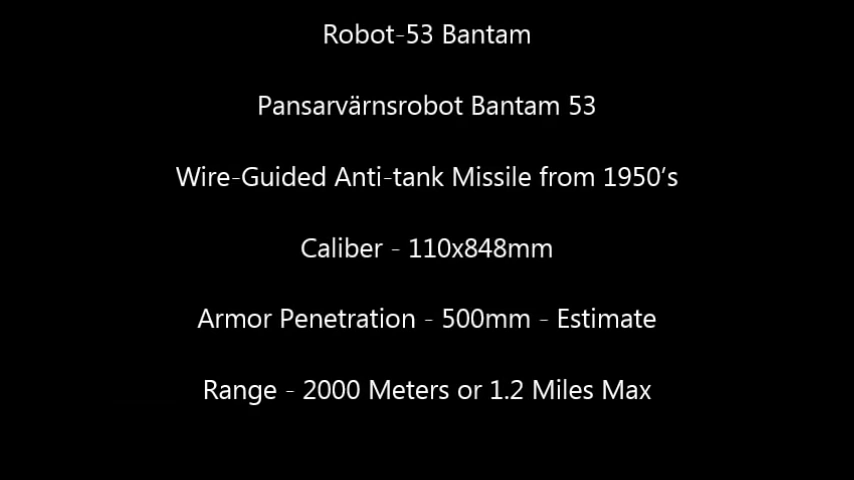 Robot-53 Bantam
Pansarvärnsrobot Bantam 53
Wire-Guided Anti-tank Missile from 1950’s
Caliber - 110x848mm
Armor Penetration - 500mm - Estimate
Range - 2000 Meters or 1.2 Miles Max